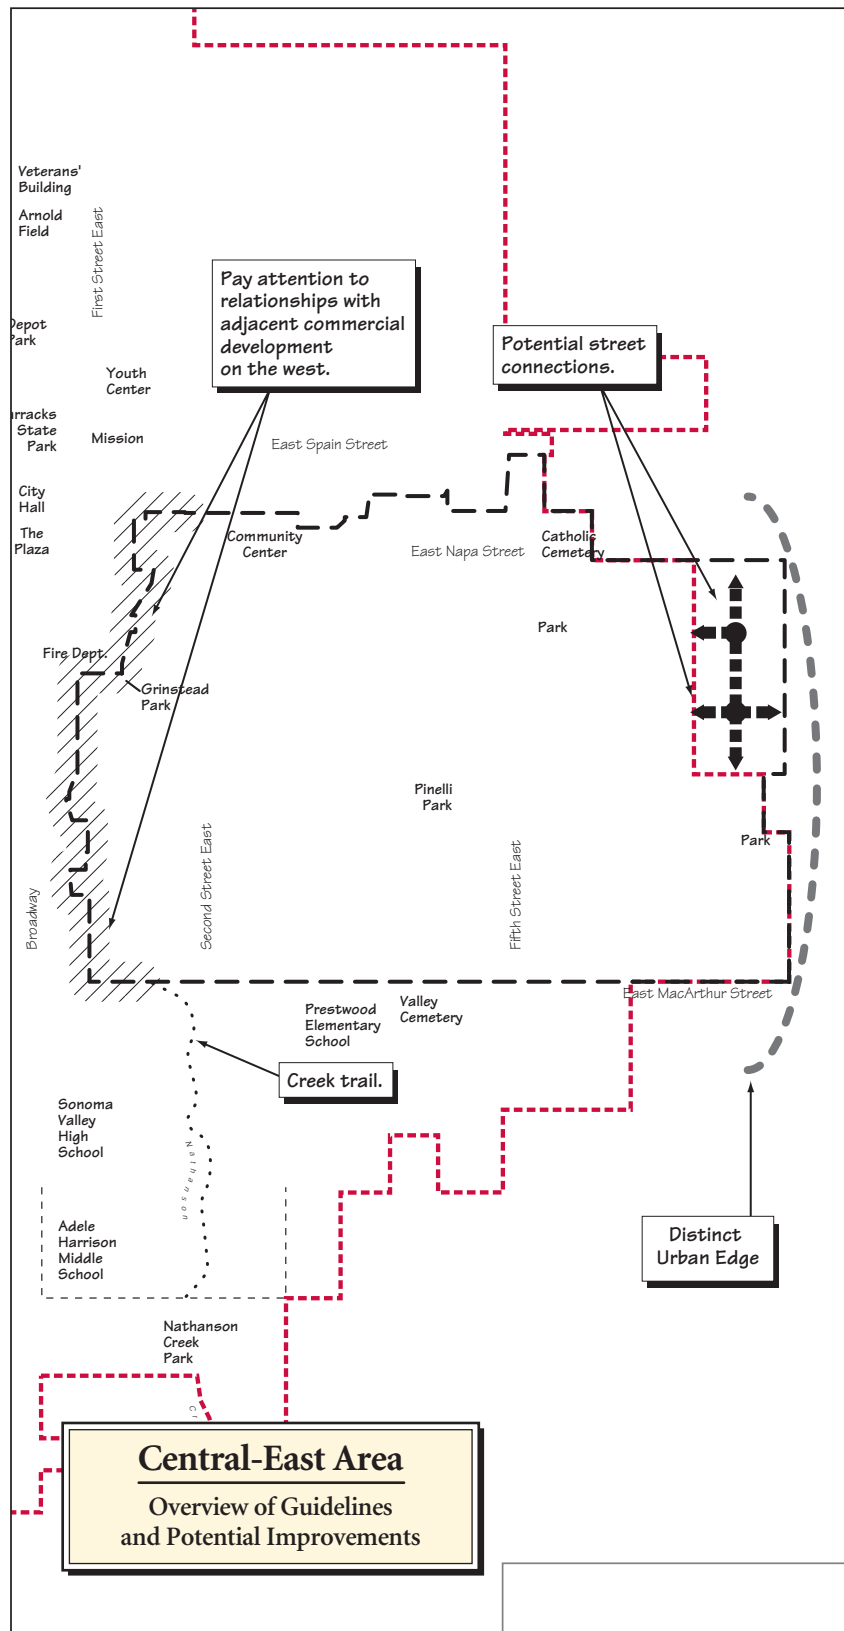 Veterans'
Building
Arnold
Field
First Street East
Pay attention to
relationships with
adjacent commercial
development
on the west.
Depot
Park
Potential street
connections.
Youth
Center
State
Park
Mission
East Spain Street
City
Hall
The
Plaza
Community
Center
East Napa Street
Catholic
Cemetery
Park
Fire Dept.
Grinstead
Park
Pinelli
Park
Park
Broadway
Second Street East
Fifth Street East
East MacArthur Street
Prestwood
Elementary
School
Valley
Cemetery
Creek trail.
Sonoma
Valley
High
School
Nathanson
Adele
Harrison
Middle
School
Distinct
Urban Edge
Nathanson
Creek
Park
Central-East Area
Overview of Guidelines
and Potential Improvements